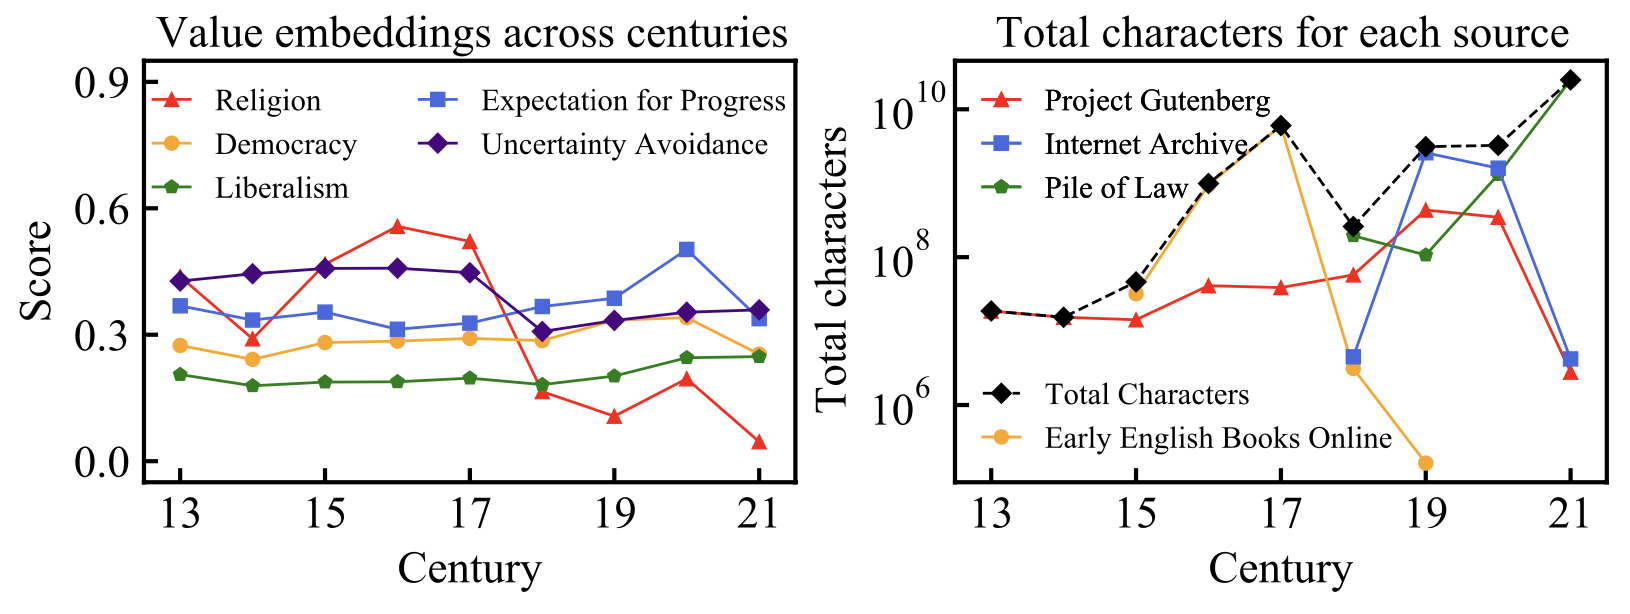 Value embeddings across centuries
0.9
0.6
0.3
0.0
Score
Religion
Democracy
Liberalism
Expectation for Progress
Uncertainty Avoidance
13 15 17 19 21
Century
Total characters for each source
10^10
10^8
10^6
Total characters
Project Gutenberg
Internet Archive
Pile of Law
Total Characters
Early English Books Online
13 15 17 19 21
Century